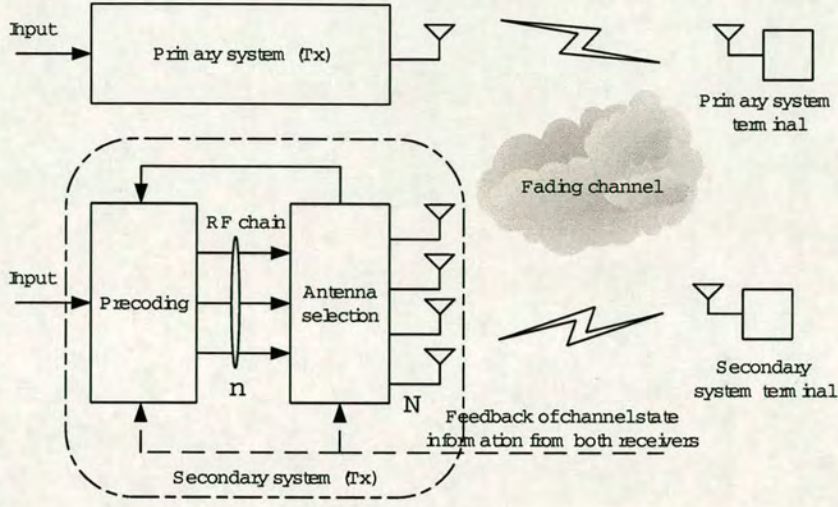 Input
Primary system (Tx)
Primary system
terminal
Fading channel
RF chain
Input
Precoding
Antenna
selection
n
N
Secondary
system terminal
Feedback of channel state
information from both receivers
Secondary system (Tx)